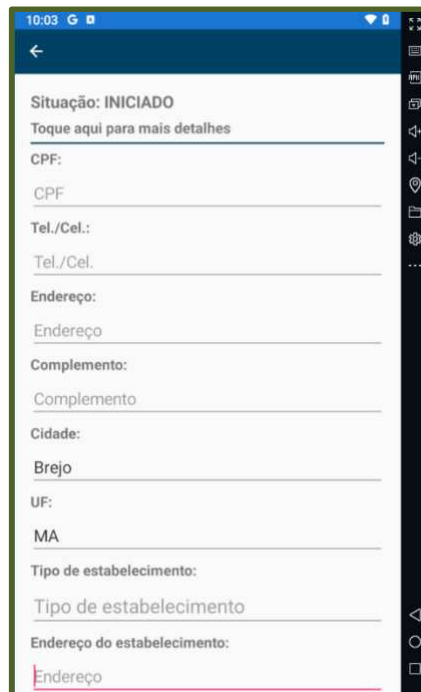 10:03 G
Situação: INICIADO
Toque aqui para mais detalhes
CPF:
CPF
Tel./Cel.:
Tel./Cel.
Endereço:
Endereço
Complemento:
Complemento
Cidade:
Brejo
UF:
MA
Tipo de estabelecimento:
Tipo de estabelecimento
Endereço do estabelecimento:
Endereço